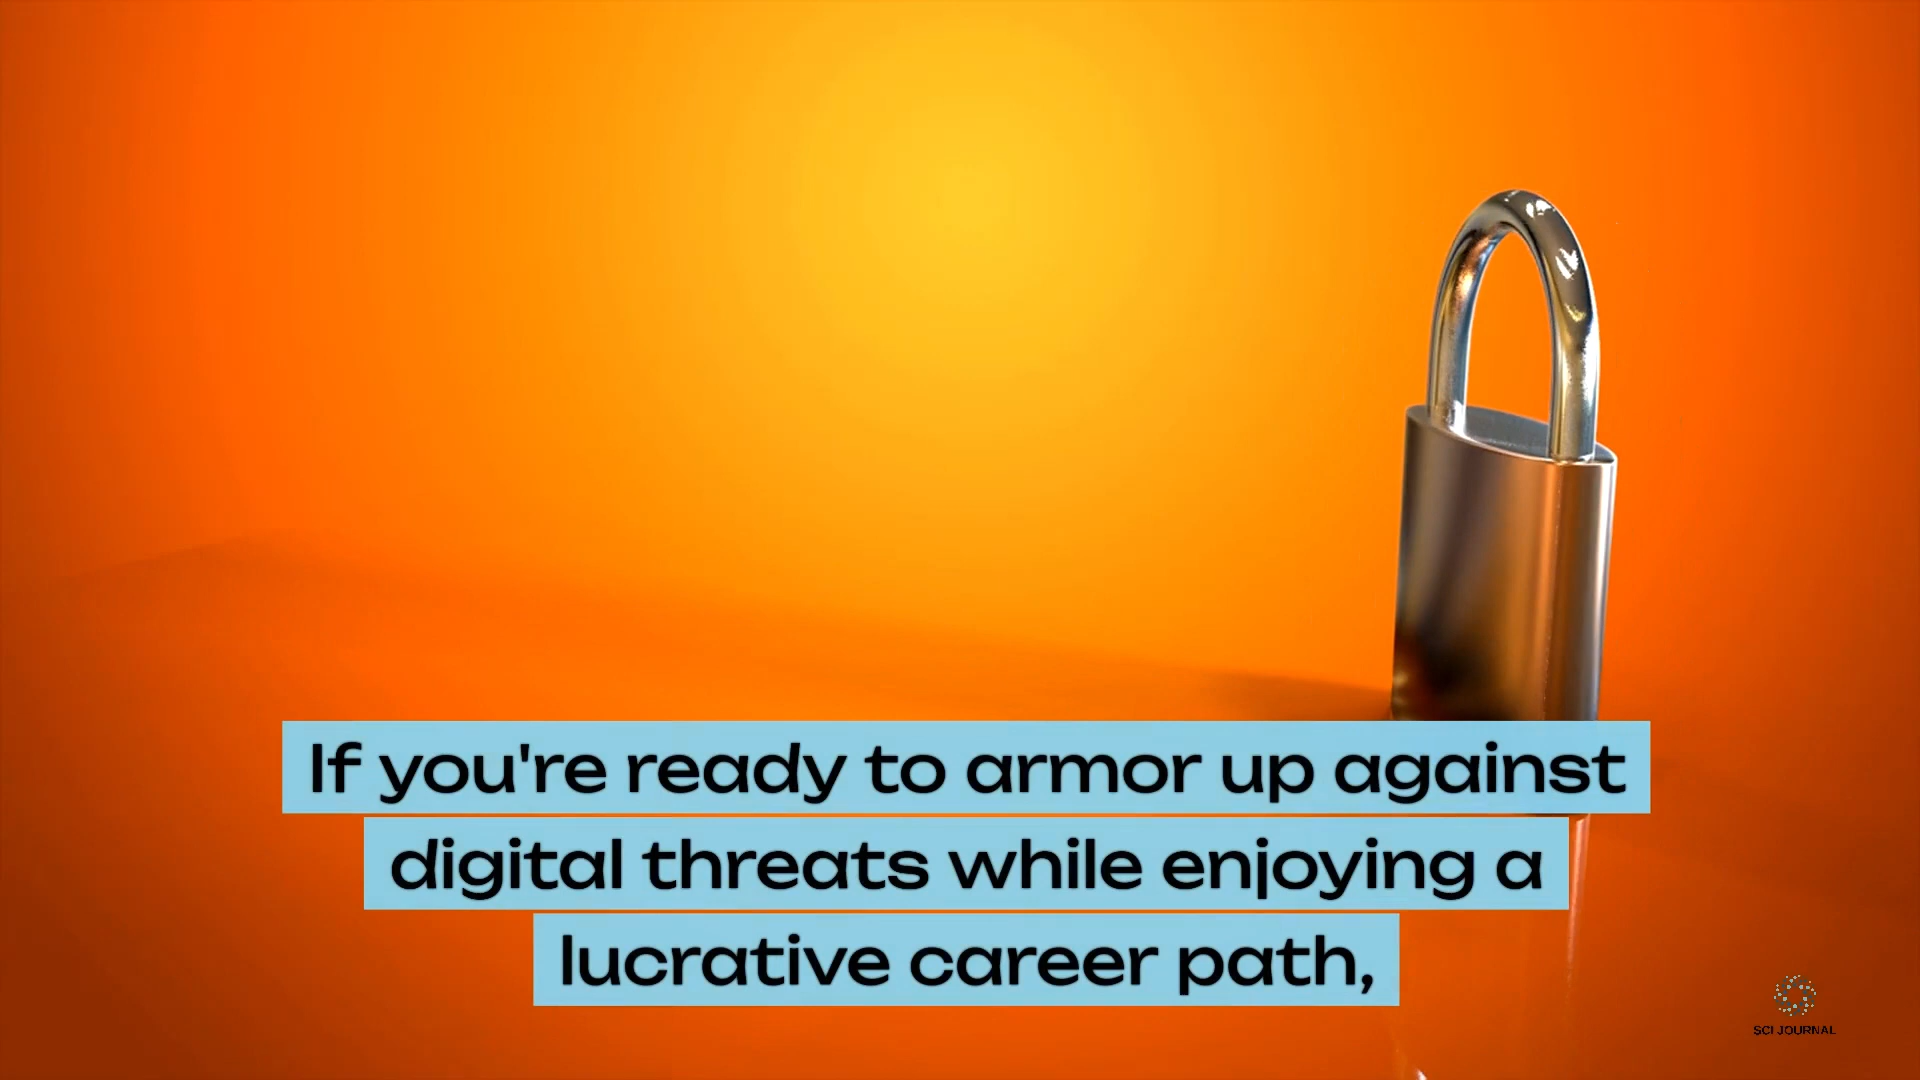 If you're ready to armor up against
digital threats while enjoying a
lucrative career path,
SCI JOURNAL